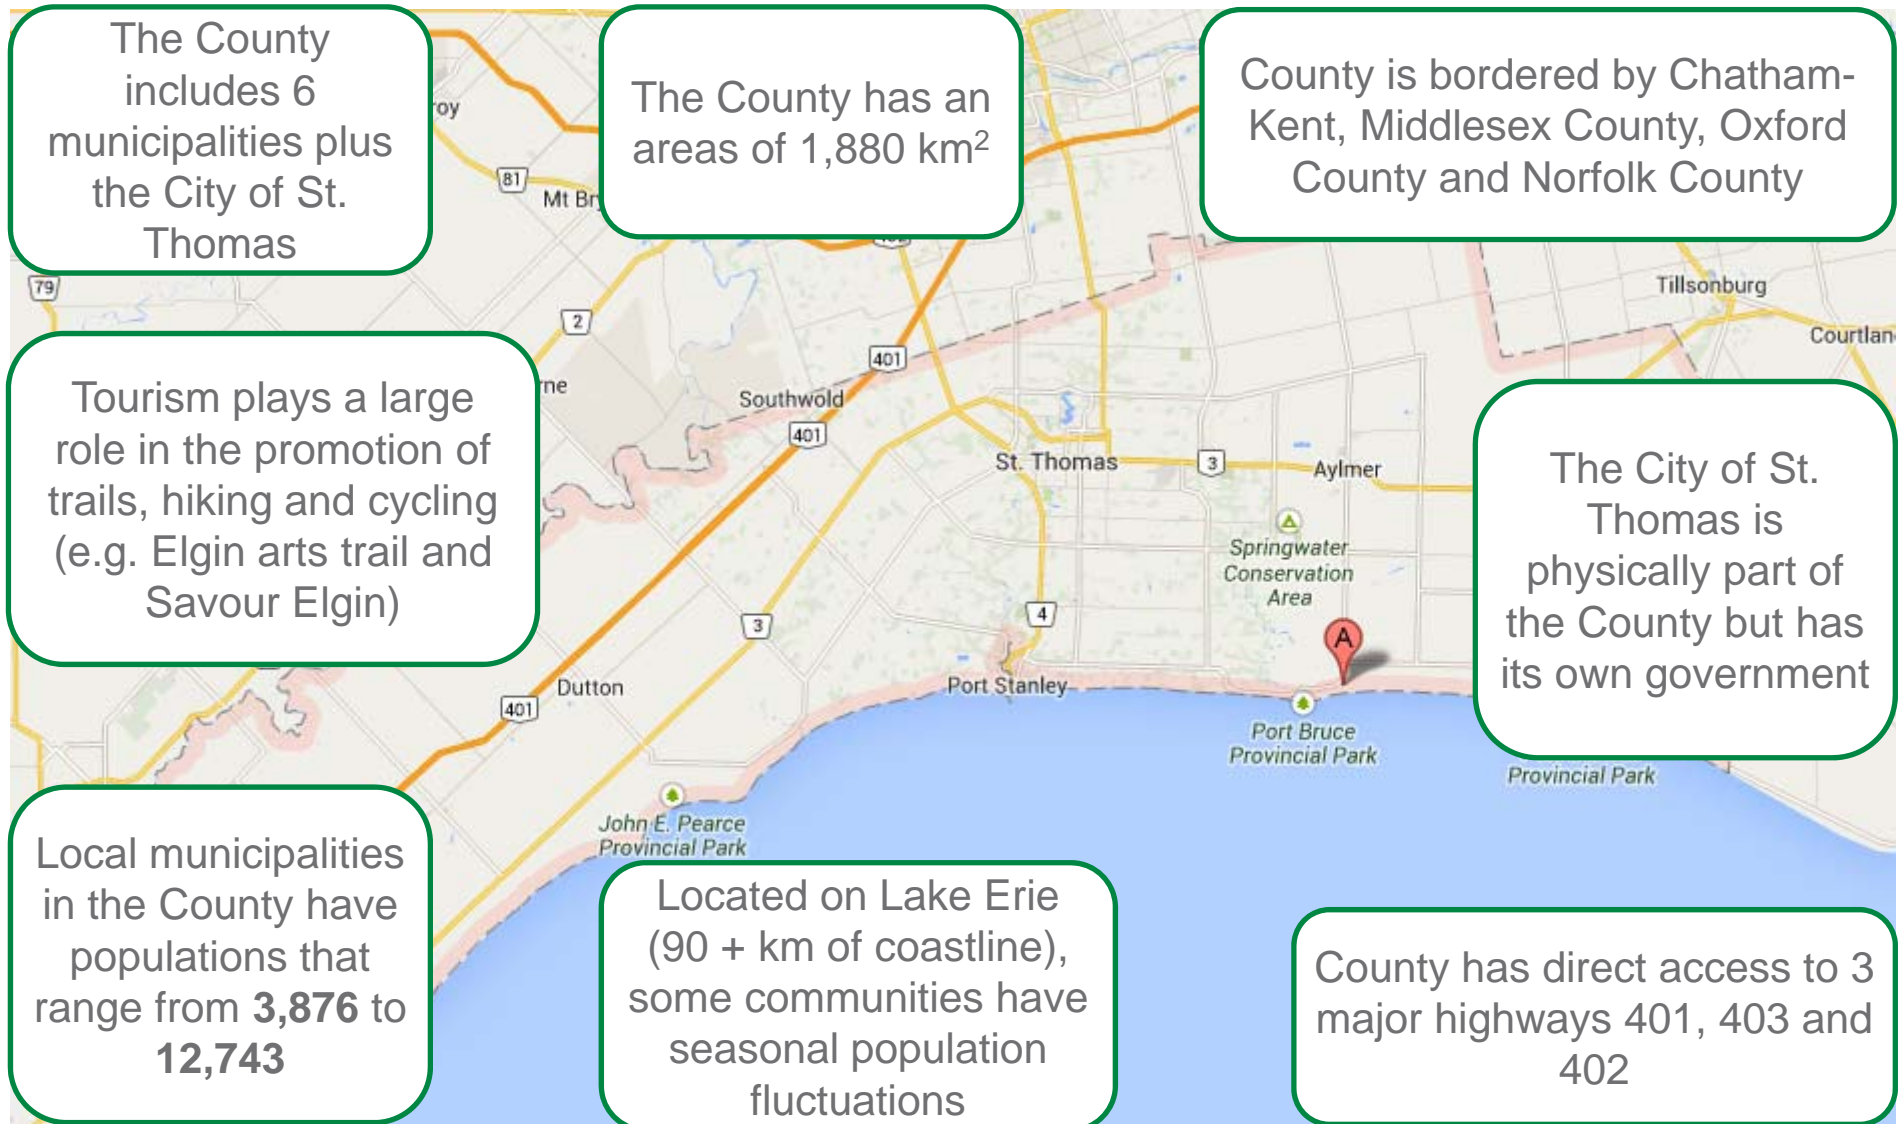 The County
includes 6
municipalities plus
the City of St.
Thomas
The County has an
areas of 1,880 km²
County is bordered by Chatham-
Kent, Middlesex County, Oxford
County and Norfolk County
roy
81
Mt Br
79
2
Tillsonburg
Courtlan
401
Southwold
401
Tourism plays a large
role in the promotion of
trails, hiking and cycling
(e.g. Elgin arts trail and
Savour Elgin)
rne
St. Thomas
3
Aylmer
The City of St.
Thomas is
physically part of
the County but has
its own government
Springwater
Conservation
Area
4
3
A
Dutton
401
Port Stanley
Port Bruce
Provincial Park
Provincial Park
John E. Pearce
Provincial Park
Local municipalities
in the County have
populations that
range from 3,876 to
12,743
Located on Lake Erie
(90 + km of coastline),
some communities have
seasonal population
fluctuations
County has direct access to 3
major highways 401, 403 and
402